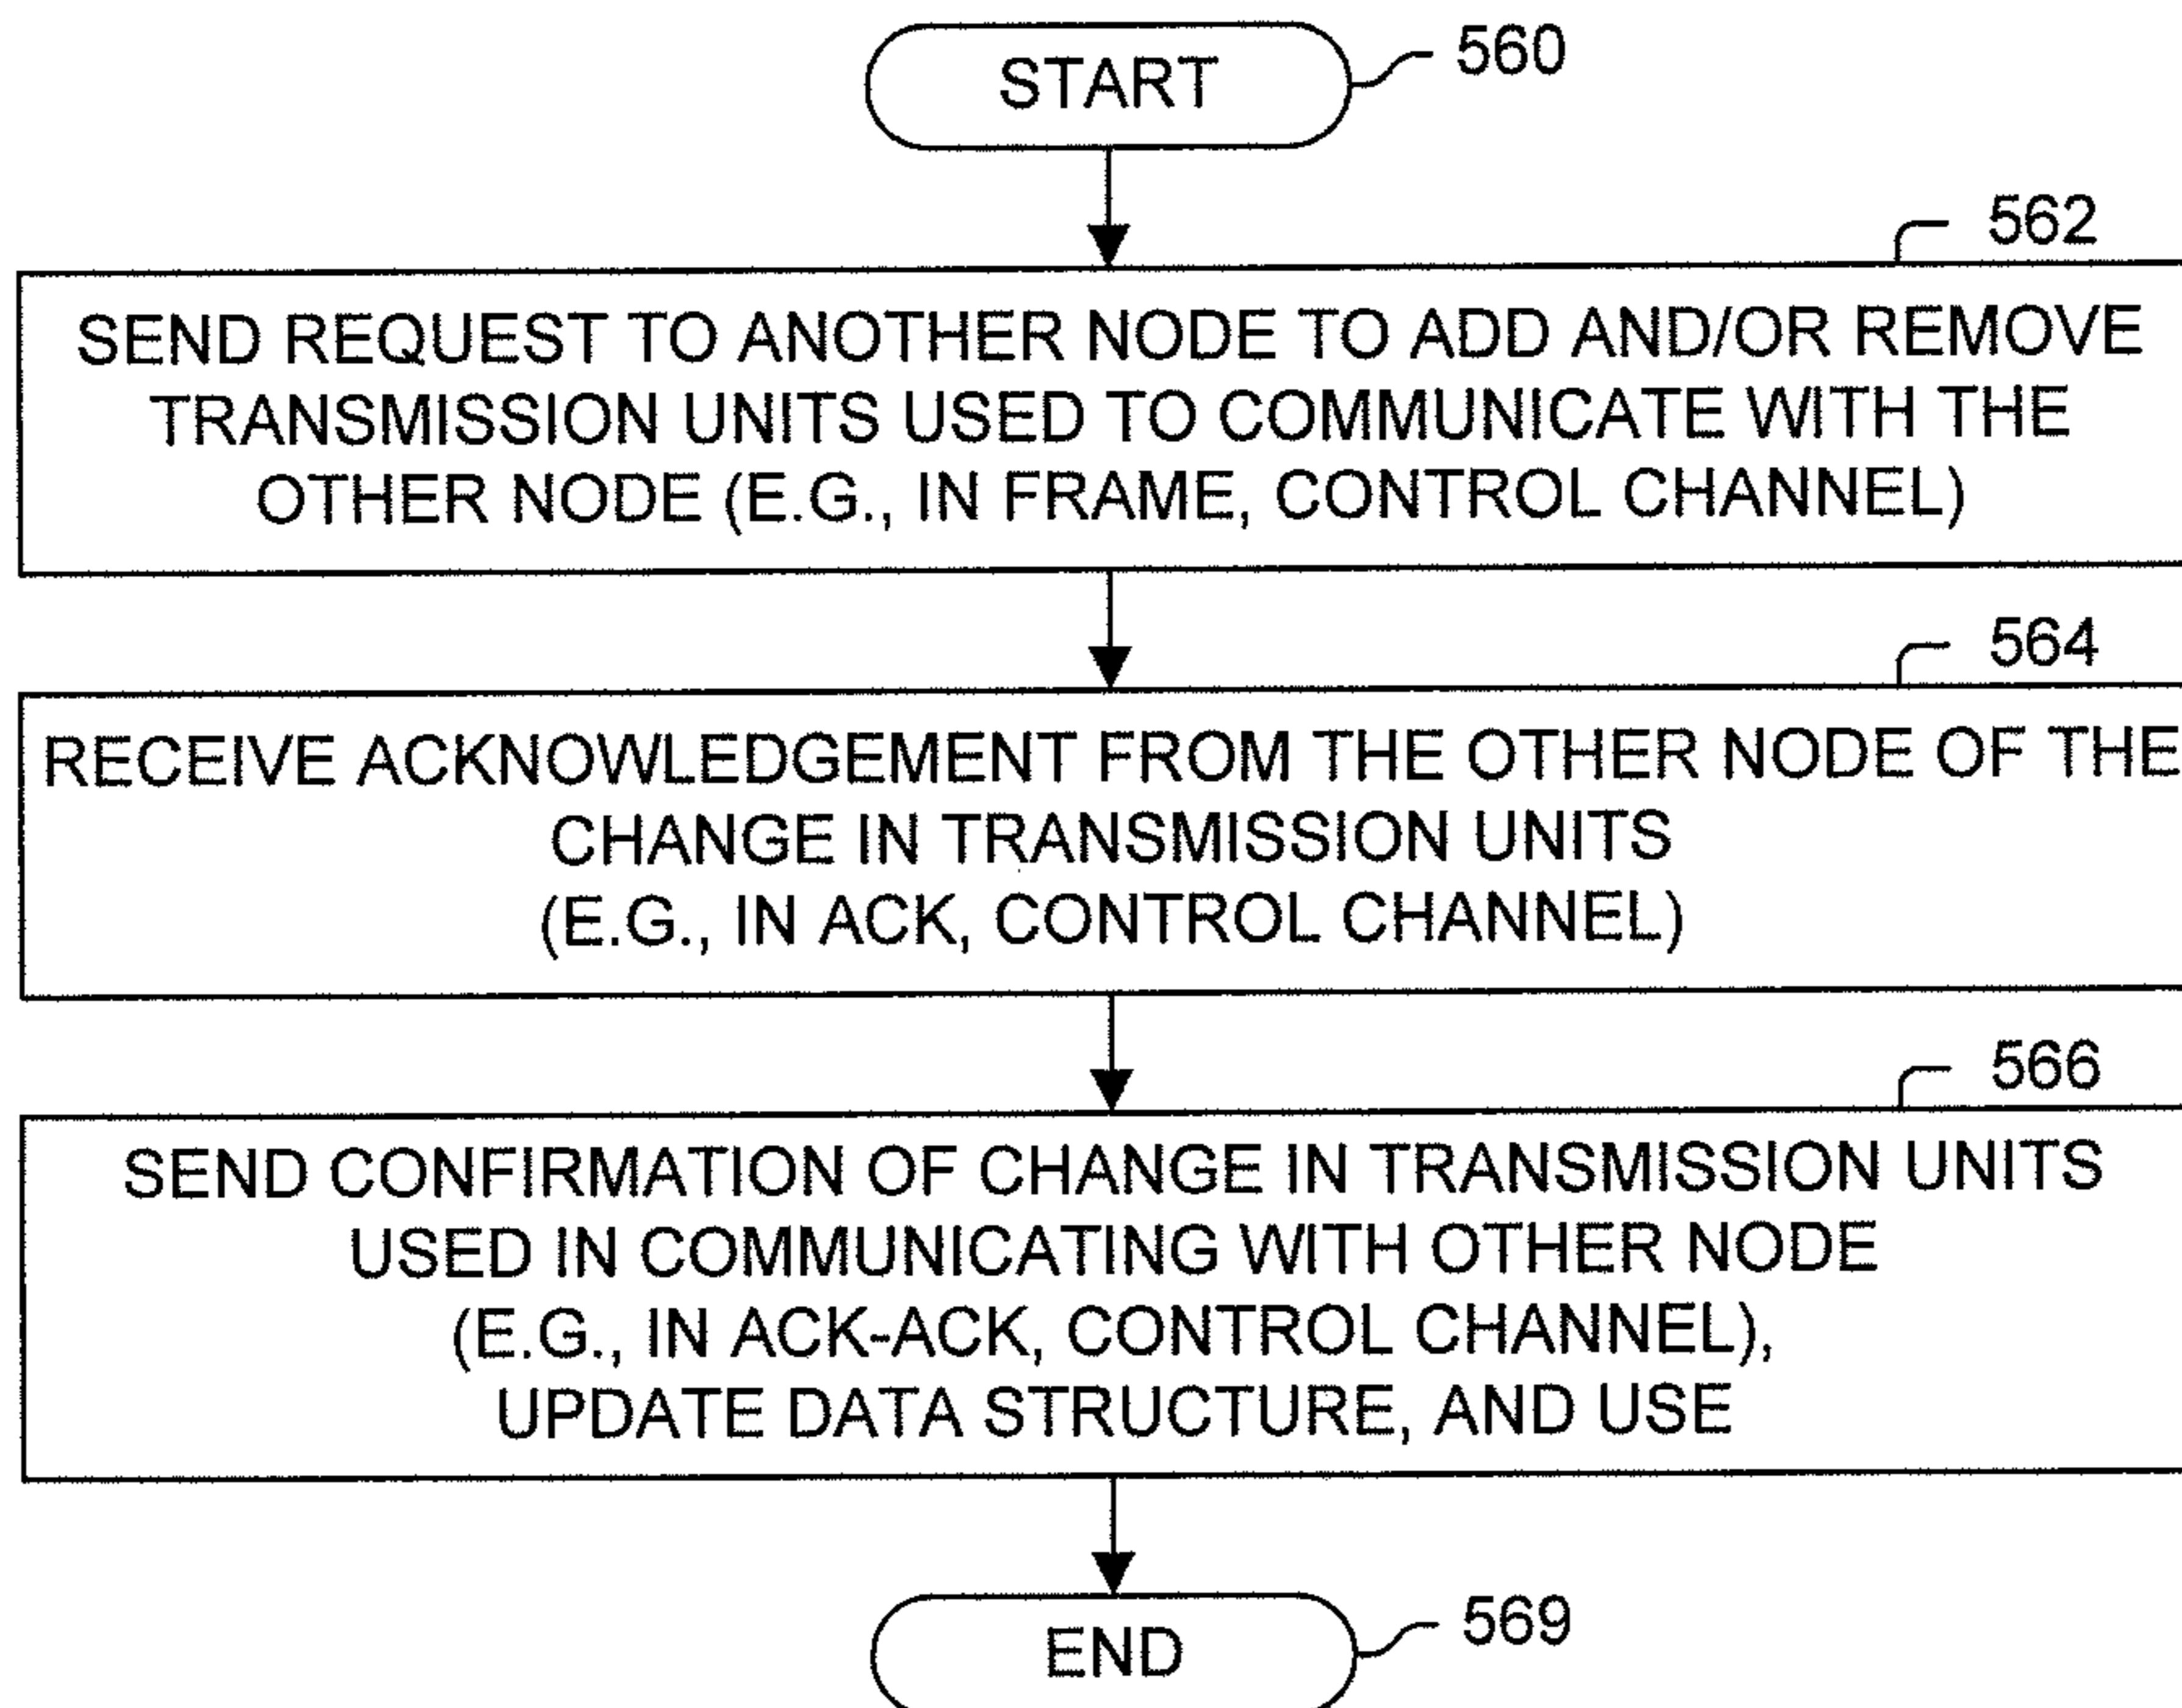 START
560
562
SEND REQUEST TO ANOTHER NODE TO ADD AND/OR REMOVE
TRANSMISSION UNITS USED TO COMMUNICATE WITH THE
OTHER NODE (E.G., IN FRAME, CONTROL CHANNEL)
564
RECEIVE ACKNOWLEDGEMENT FROM THE OTHER NODE OF THE
CHANGE IN TRANSMISSION UNITS
(E.G., IN ACK, CONTROL CHANNEL)
566
SEND CONFIRMATION OF CHANGE IN TRANSMISSION UNITS
USED IN COMMUNICATING WITH OTHER NODE
(E.G., IN ACK-ACK, CONTROL CHANNEL),
UPDATE DATA STRUCTURE, AND USE
END
569